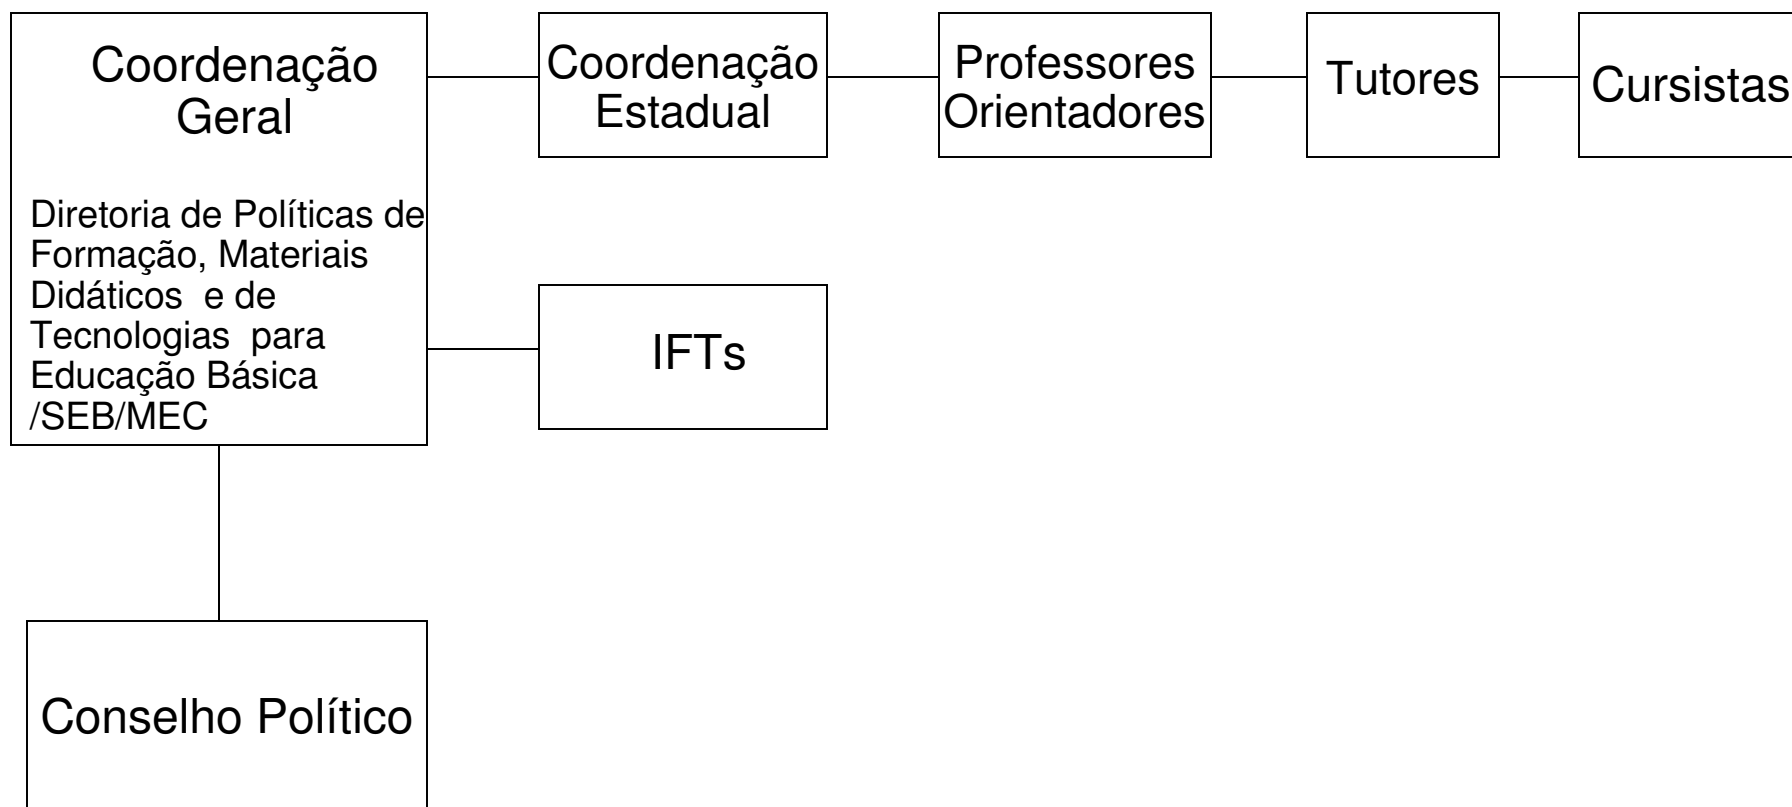 Coordenação
Geral
Diretoria de Políticas de
Formação, Materiais
Didáticos e de
Tecnologias para
Educação Básica
/SEB/MEC
Coordenação
Estadual
Professores
Orientadores
Tutores
Cursistas
IFTs
Conselho Político